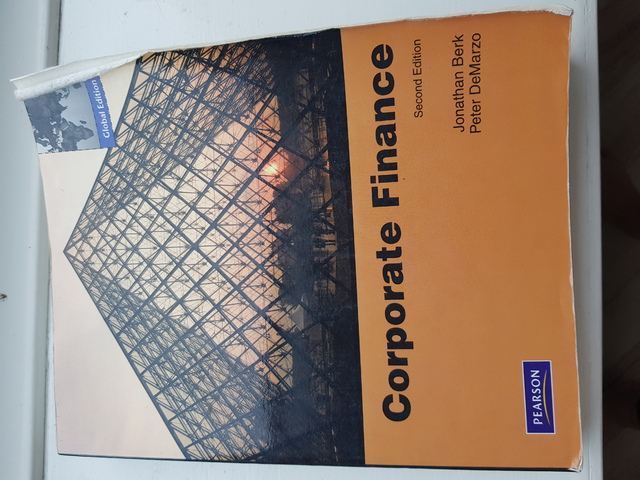 Global Edition
Corporate Finance
Second Edition
Jonathan Berk
Peter DeMarzo
PEARSON